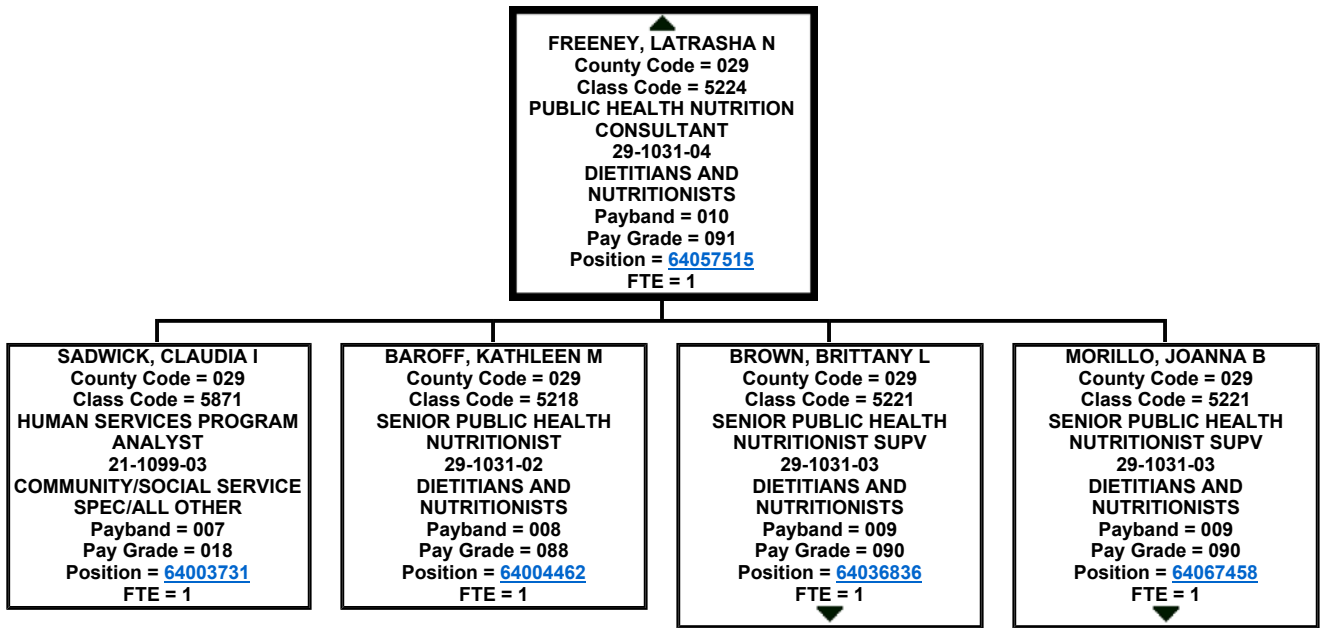 FREENEY, LATRASHA N
County Code = 029
Class Code = 5224
PUBLIC HEALTH NUTRITION
CONSULTANT
29-1031-04
DIETITIANS AND
NUTRITIONISTS
Payband = 010
Pay Grade = 091
Position = 64057515
FTE = 1
SADWICK, CLAUDIA I
County Code = 029
Class Code = 5871
HUMAN SERVICES PROGRAM
ANALYST
21-1099-03
COMMUNITY/SOCIAL SERVICE
SPEC/ALL OTHER
Payband = 007
Pay Grade = 018
Position = 64003731
FTE = 1
BAROFF, KATHLEEN M
County Code = 029
Class Code = 5218
SENIOR PUBLIC HEALTH
NUTRITIONIST
29-1031-02
DIETITIANS AND
NUTRITIONISTS
Payband = 008
Pay Grade = 088
Position = 64004462
FTE = 1
BROWN, BRITTANY L
County Code = 029
Class Code = 5221
SENIOR PUBLIC HEALTH
NUTRITIONIST SUPV
29-1031-03
DIETITIANS AND
NUTRITIONISTS
Payband = 009
Pay Grade = 090
Position = 64036836
FTE = 1
MORILLO, JOANNA B
County Code = 029
Class Code = 5221
SENIOR PUBLIC HEALTH
NUTRITIONIST SUPV
29-1031-03
DIETITIANS AND
NUTRITIONISTS
Payband = 009
Pay Grade = 090
Position = 64067458
FTE = 1